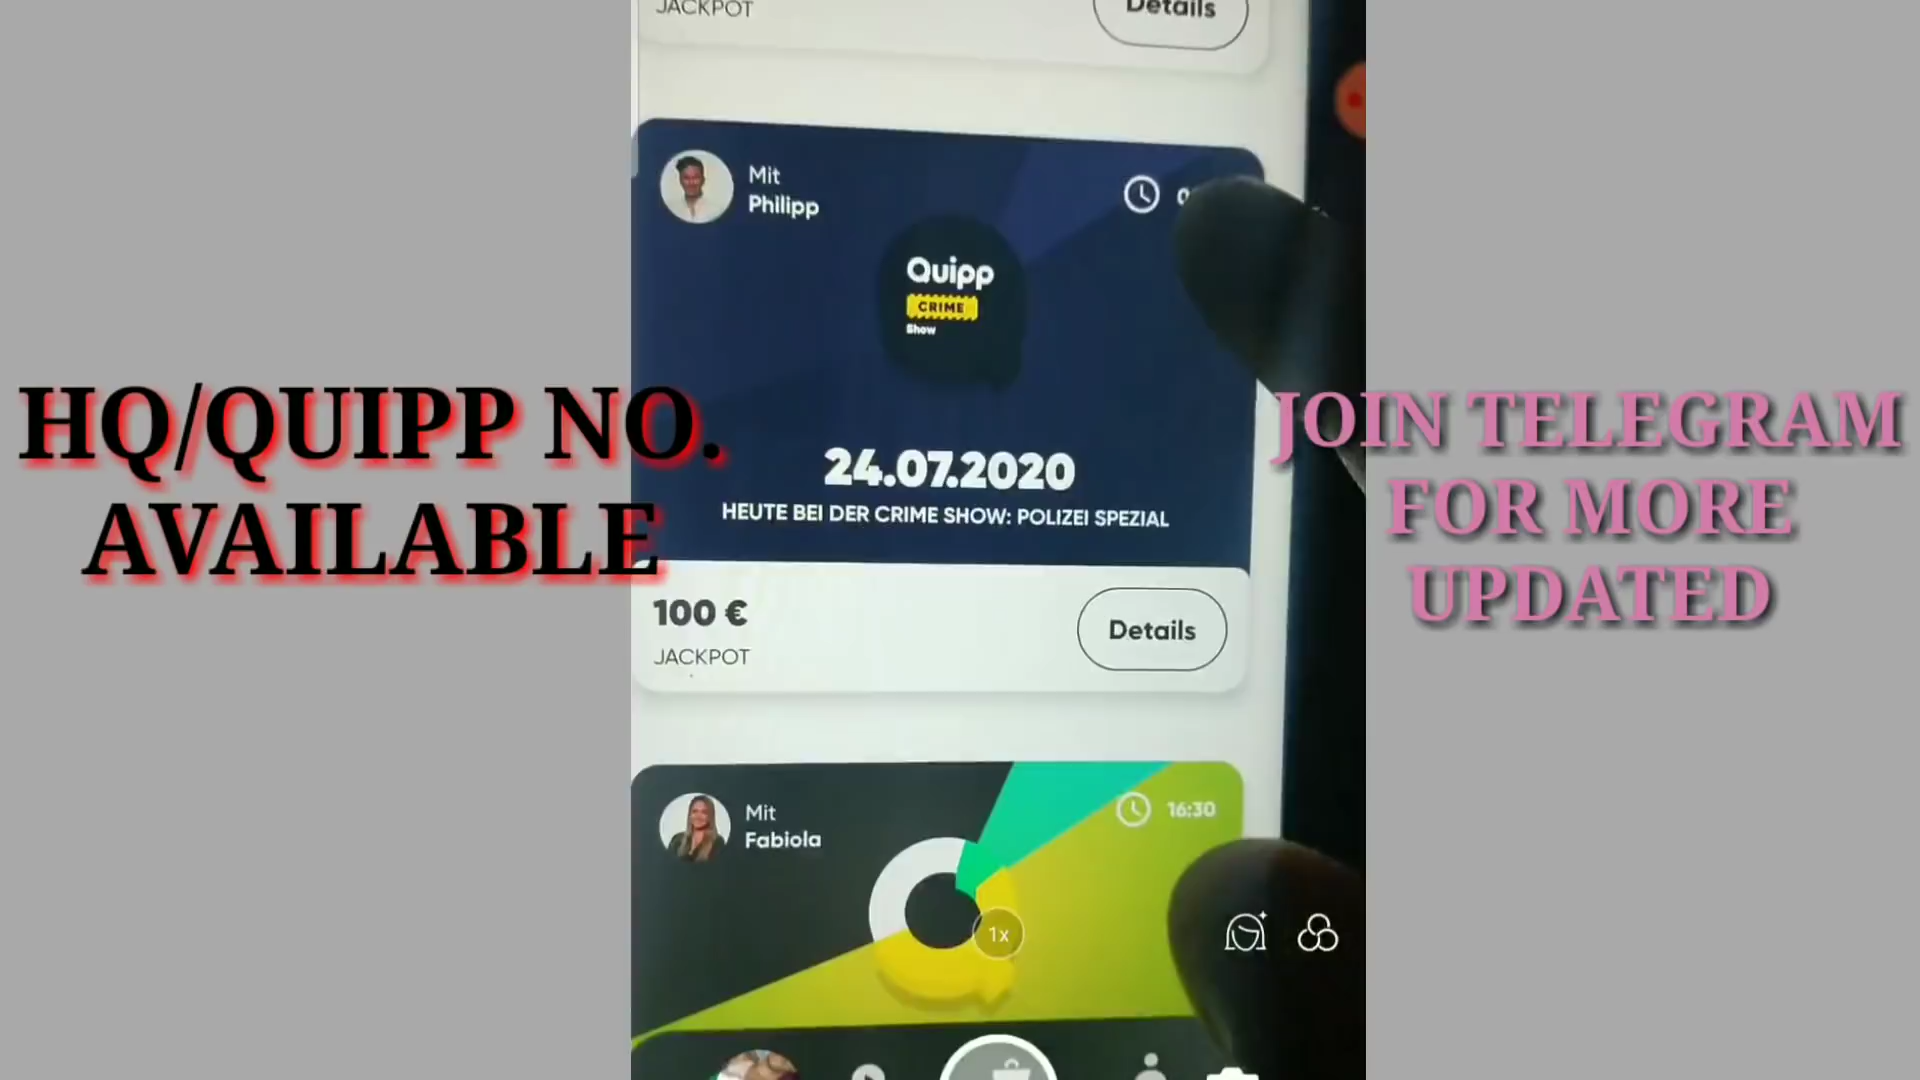 JACKPOT
Details
Mit
Philipp
Quipp
CRIME
Show
24.07.2020
HEUTE BEI DER CRIME SHOW: POLIZEI SPEZIAL
100 €
JACKPOT
Details
Mit
Fabiola
16:30
1x
HQ/QUIPP NO.
AVAILABLE
JOIN TELEGRAM
FOR MORE
UPDATED